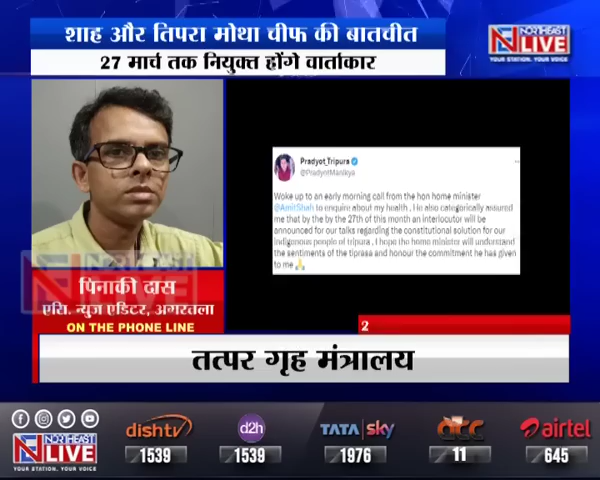 शाह और तिपरा मोथा चीफ की बातचीत
27 मार्च तक नियुक्त होंगे वार्ताकार
NORTHEAST
LIVE
YOUR STATION. YOUR VOICE
Pradyot_Tripura
@PradyotManikya
Woke up to an early morning call from the hon home minister
@AmitShah to enquire about my health . He also categorically assured
me that by the by the 27th of this month an interlocutor will be
announced for our talks regarding the constitutional solution for our
indigenous people of tripura . I hope the home minister will understand
the sentiments of the tiprasa and honour the commitment he has given
to me 🙏
NORTHEAST
LIVE
पिनाकी दास
एसि. न्युज एडिटर, अगरतला
ON THE PHONE LINE
2
तत्पर गृह मंत्रालय
NORTHEAST
LIVE
YOUR STATION. YOUR VOICE
dishtv
1539
d2h
1539
TATA sky
1976
GTC
11
airtel
645